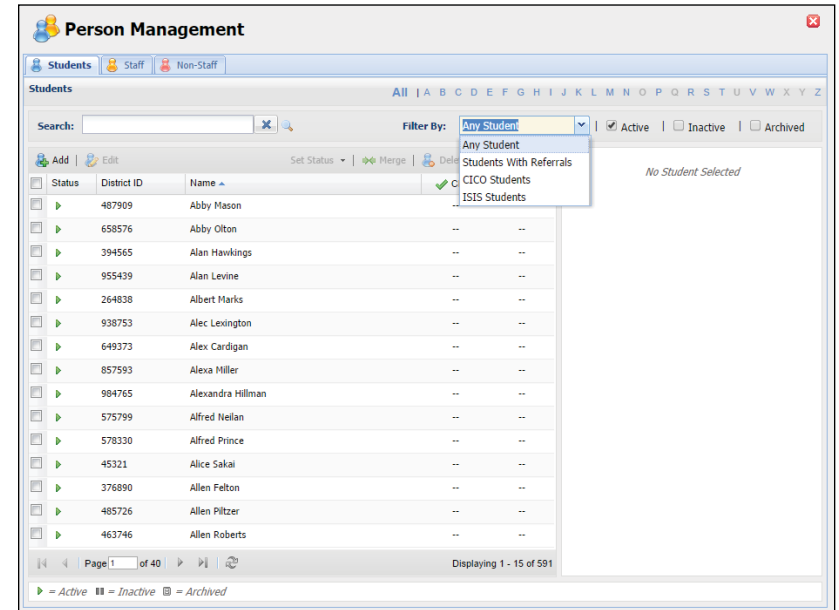 Person Management
Students Staff Non-Staff
Students All | A B C D E F G H I J K L M N O P Q R S T U V W X Y Z
Search: Filter By: Any Student | Active | Inactive | Archived
Any Student
Students With Referrals
CICO Students
ISIS Students
Add | Edit Set Status | Merge |
No Student Selected
Status District ID Name
487909 Abby Mason -- --
658576 Abby Olton -- --
394565 Alan Hawkings -- --
955439 Alan Levine -- --
264838 Albert Marks -- --
938753 Alec Lexington -- --
649373 Alex Cardigan -- --
857593 Alexa Miller -- --
984765 Alexandra Hillman -- --
575799 Alfred Neilan -- --
578330 Alfred Prince -- --
45321 Alice Sakai -- --
376890 Allen Felton -- --
485726 Allen Piltzer -- --
463746 Allen Roberts -- --
Page 1 of 40 Displaying 1 - 15 of 591
= Active = Inactive = Archived